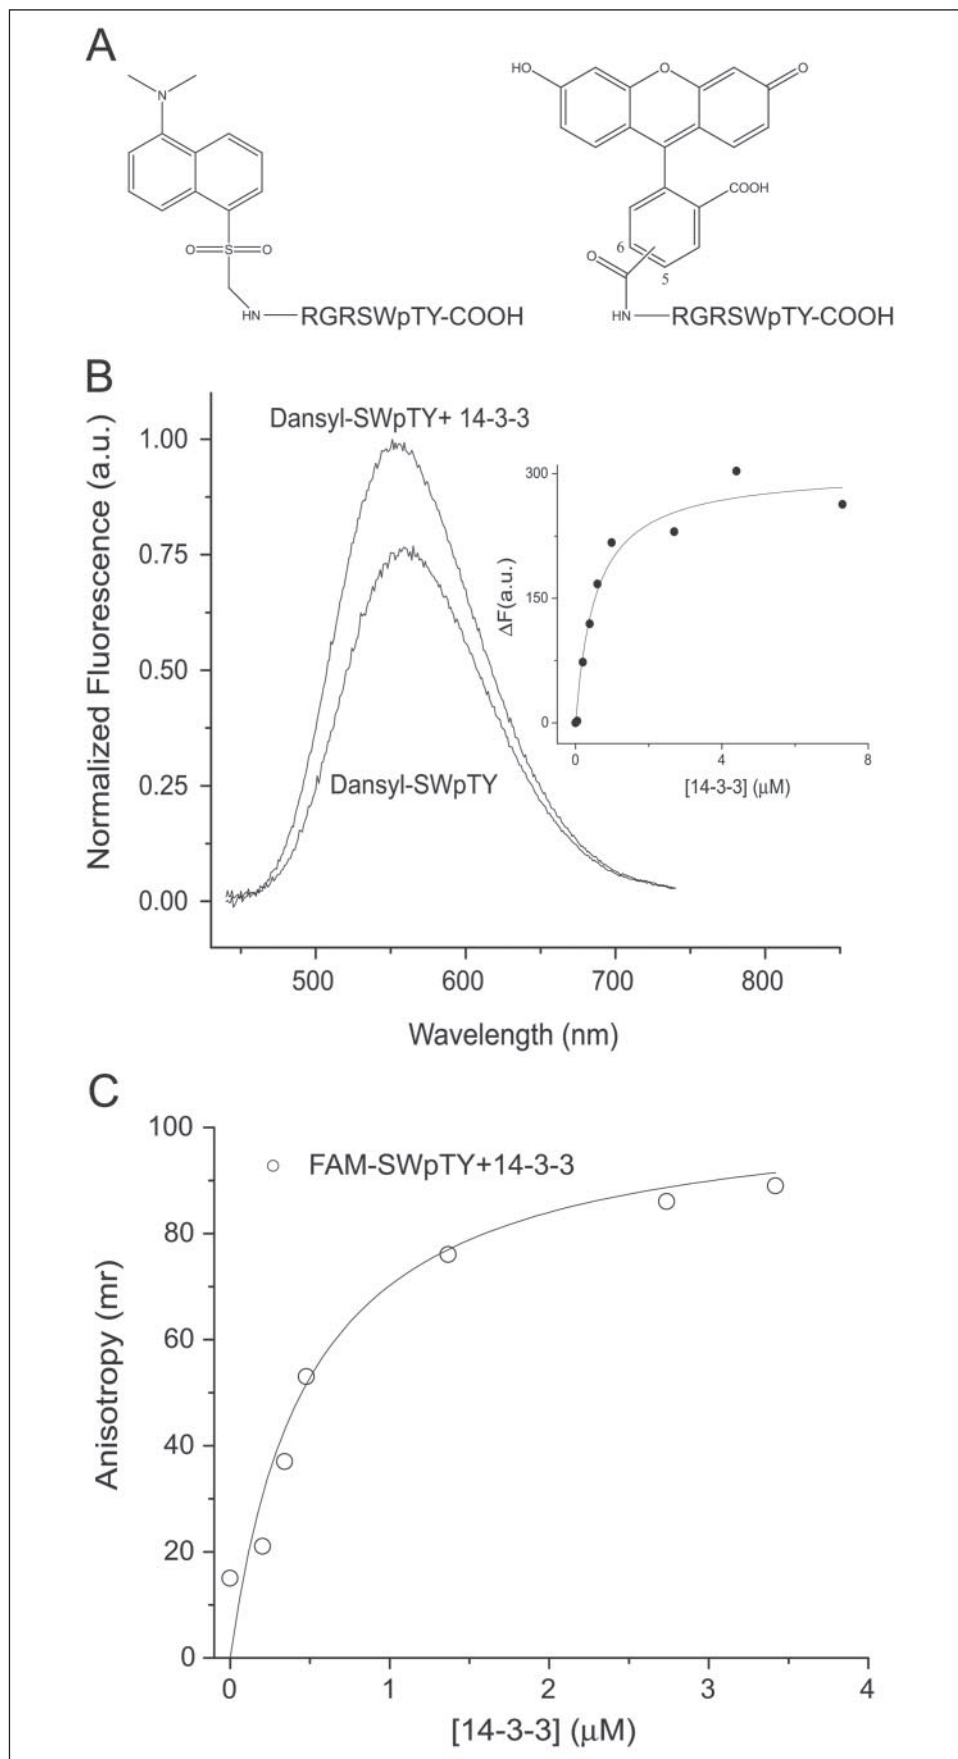 A
N
O S O
HN RGRSWpTY-COOH
HO O O
COOH
6
O 5
HN RGRSWpTY-COOH
B
Normalized Fluorescence (a.u.)
1.00
0.75
0.50
0.25
0.00
Dansyl-SWpTY+ 14-3-3
Dansyl-SWpTY
500 600 700 800
Wavelength (nm)
ΔF(a.u.)
300
150
0
0 4 8
[14-3-3] (μM)
C
Anisotropy (mr)
100
80
60
40
20
0
FAM-SWpTY+14-3-3
0 1 2 3 4
[14-3-3] (μM)